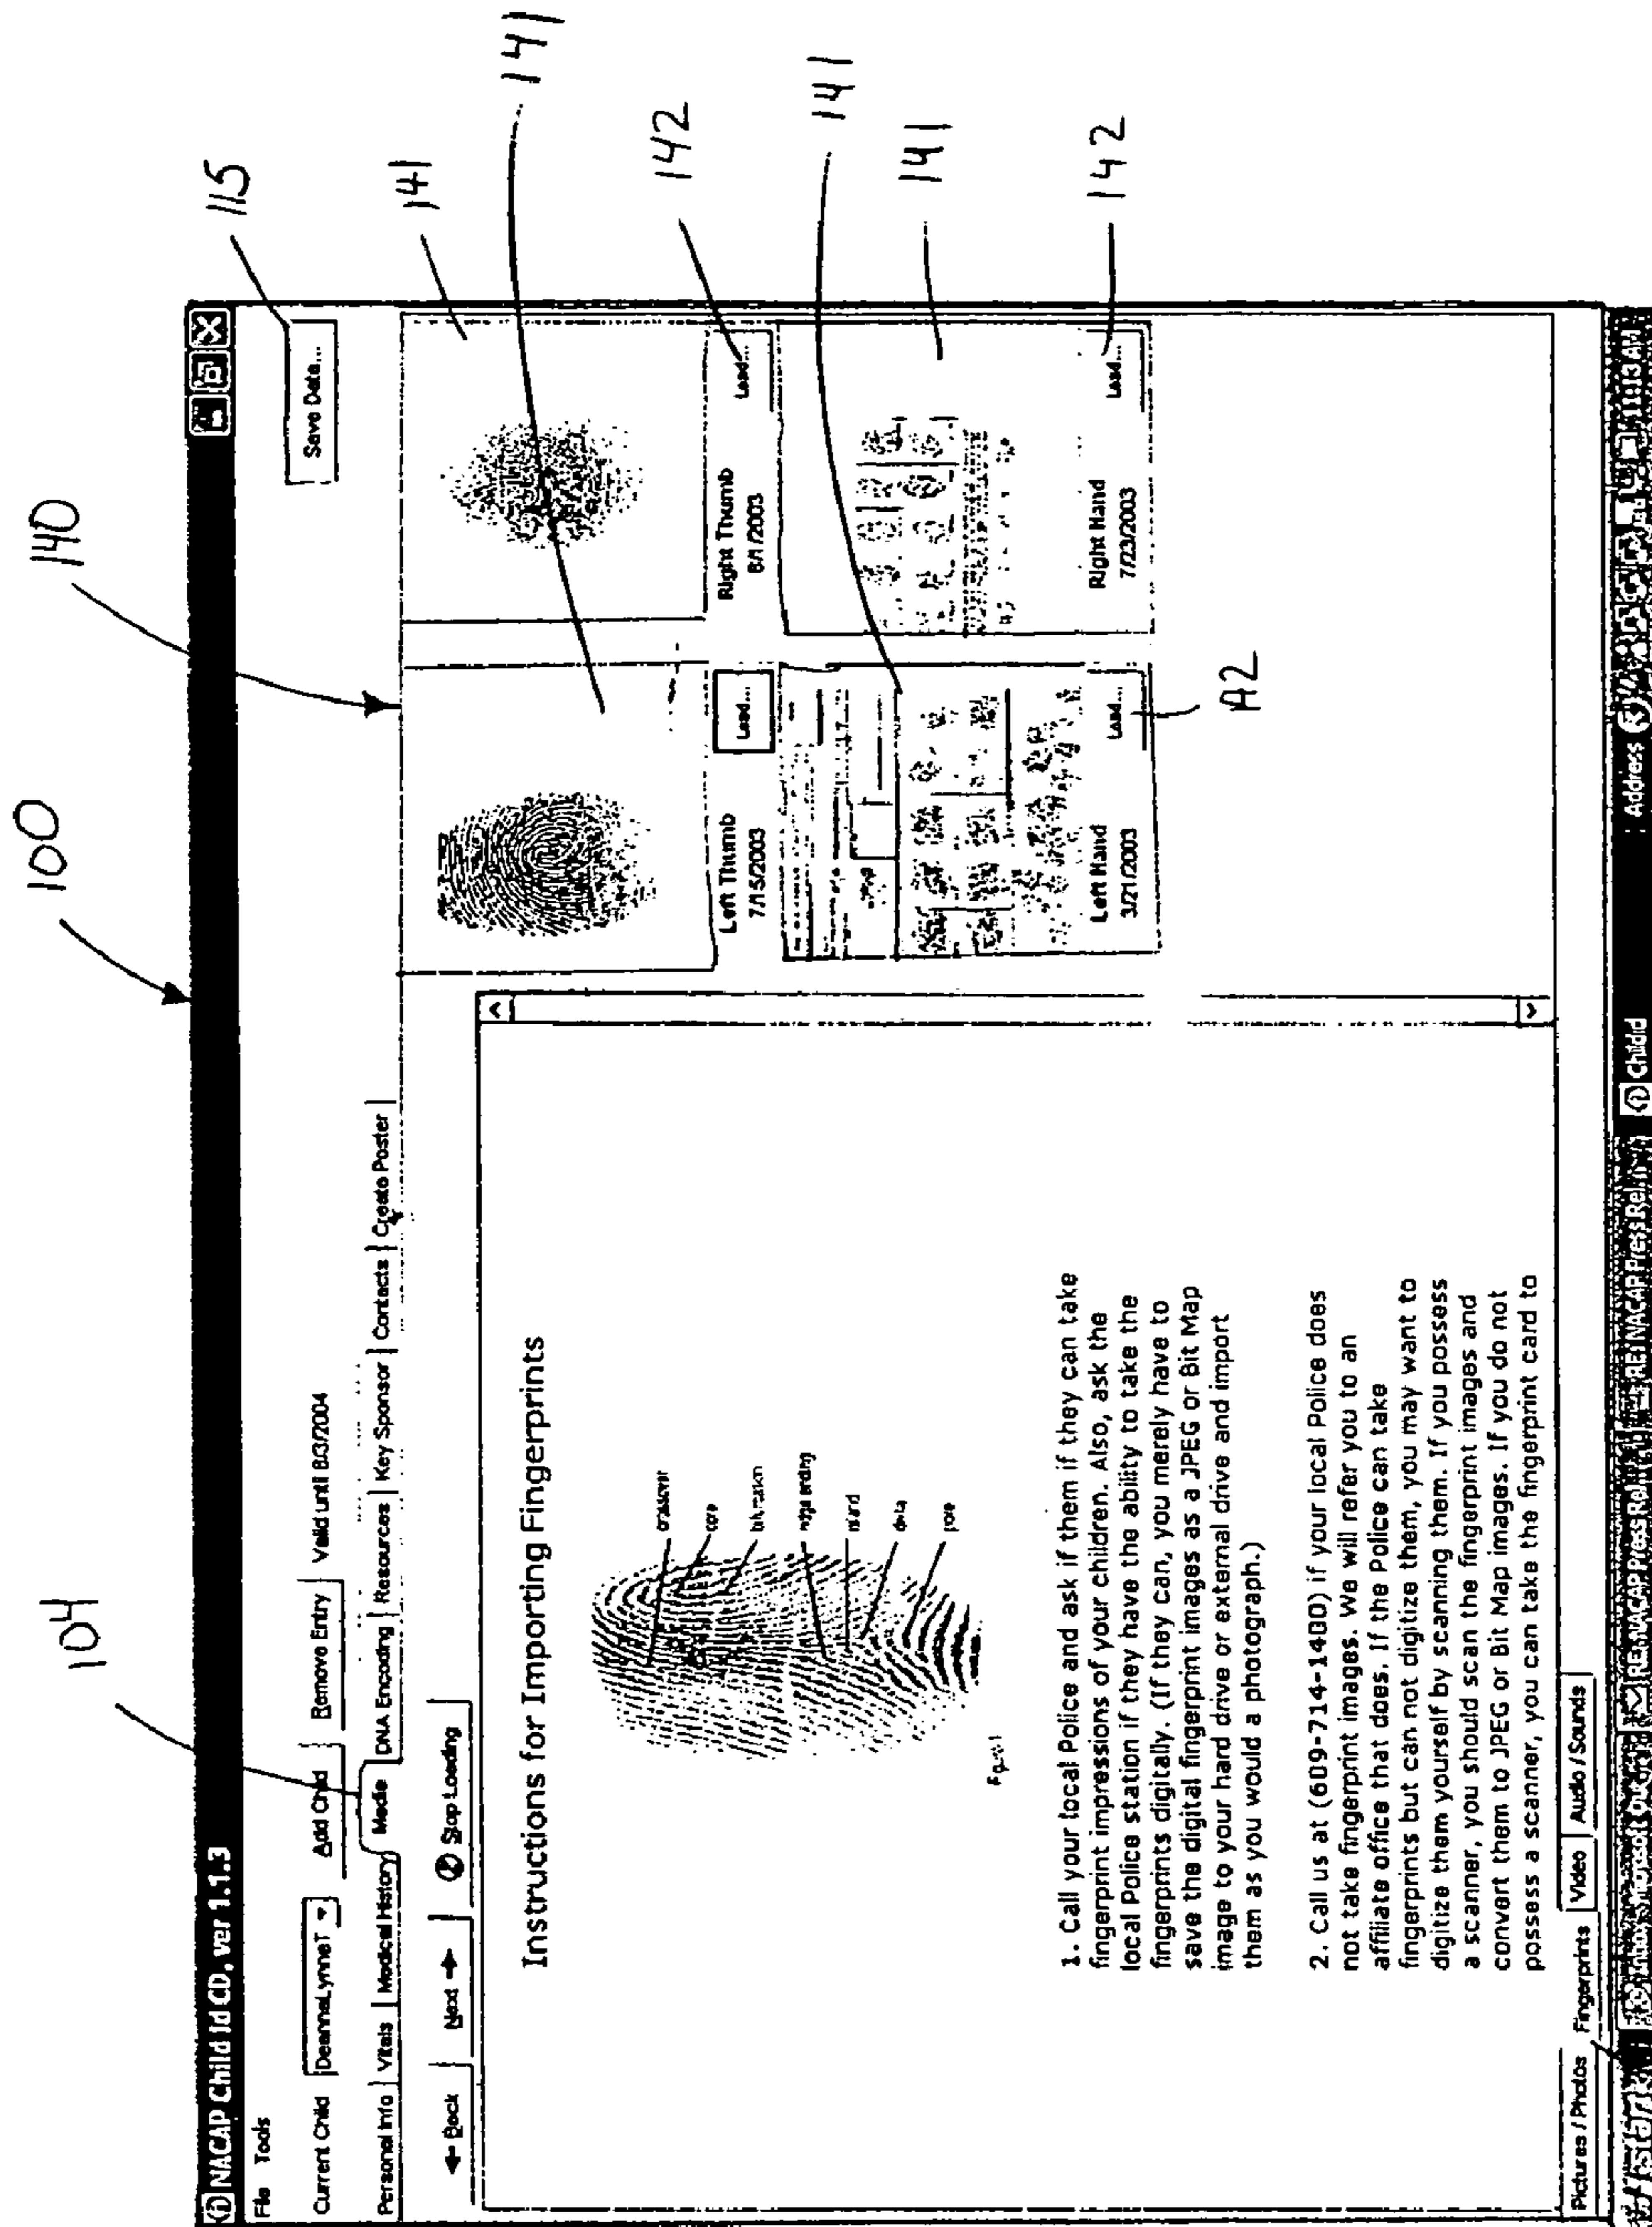 100
140
104
115
141
141
142
141
141
142
A2
NACAP Child Id CD, ver 1.1.3
File Tools
Current Child DeannaLynneT Add Child Remove Entry Valid until 8/3/2004 Save Data...
Personal Info Vitals Medical History Media DNA Encoding Resources Key Sponsor Contacts Create Poster
Back Next Stop Loading
Instructions for Importing Fingerprints
crossover
core
bifurcation
ridge ending
island
delta
pore
1. Call your local Police and ask if them if they can take
fingerprint impressions of your children. Also, ask the
local Police station if they have the ability to take the
fingerprints digitally. (If they can, you merely have to
save the digital fingerprint images as a JPEG or Bit Map
image to your hard drive or external drive and import
them as you would a photograph.)
2. Call us at (609-714-1400) if your local Police does
not take fingerprint images. We will refer you to an
affiliate office that does. If the Police can take
fingerprints but can not digitize them, you may want to
digitize them yourself by scanning them. If you possess
a scanner, you should scan the fingerprint images and
convert them to JPEG or Bit Map images. If you do not
possess a scanner, you can take the fingerprint card to
Left Thumb
7/15/2003
Load...
Right Thumb
8/1/2003
Load...
Left Hand
3/21/2003
Load...
Right Hand
7/23/2003
Load...
Pictures / Photos Fingerprints Video Audio / Sounds
start
ChildId
Address